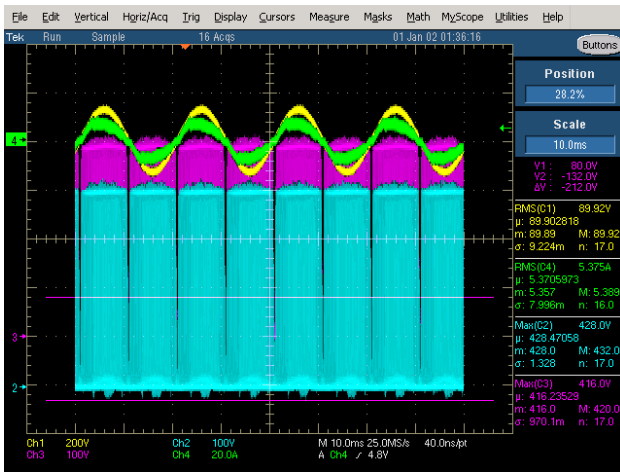 File Edit Vertical Horiz/Acq Trig Display Cursors Measure Masks Math MyScope Utilities Help
Tek Run Sample 16 Acqs 01 Jan 02 01:36:16
Buttons
Position
28.2%
Scale
10.0ms
V1: 80.0V
V2: -132.0V
ΔV: -212.0V
RMS(C1) 89.92V
µ: 89.902818
m: 89.89 M: 89.92
σ: 9.224m n: 17.0
RMS(C4) 5.375A
µ: 5.3705973
m: 5.357 M: 5.389
σ: 7.996m n: 16.0
Max(C2) 428.0V
µ: 428.47058
m: 428.0 M: 432.0
σ: 1.328 n: 17.0
Max(C3) 416.0V
µ: 416.23529
m: 416.0 M: 420.0
σ: 970.1m n: 17.0
4
3
2
Ch1 200V Ch2 100V M 10.0ms 25.0MS/s 40.0ns/pt
Ch3 100V Ch4 20.0A A Ch4 ⌿ 4.8V